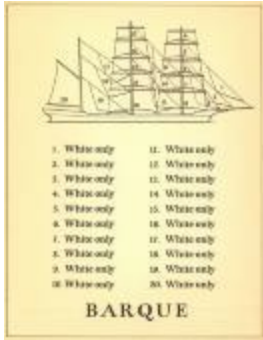 1. White only
2. White only
3. White only
4. White only
5. White only
6. White only
7. White only
8. White only
9. White only
10. White only
11. White only
12. White only
13. White only
14. White only
15. White only
16. White only
17. White only
18. White only
19. White only
20. White only
BARQUE